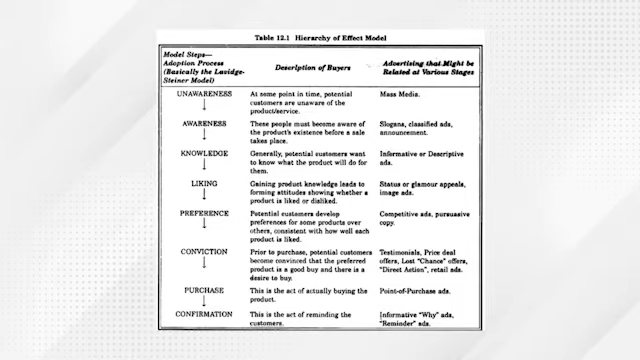 Table 12.1 Hierarchy of Effect Model
Model Steps—
Adoption Process
(Basically the Lavidge-
Steiner Model)
Description of Buyers
Advertising that Might be
Related at Various Stages
UNAWARENESS
At some point in time, potential
customers are unaware of the
product/service.
Mass Media.
AWARENESS
These people must become aware of
the product's existence before a sale
takes place.
Slogans, classified ads,
announcement.
KNOWLEDGE
Generally, potential customers want
to know what the product will do for
them.
Informative or Descriptive
ads.
LIKING
Gaining product knowledge leads to
forming attitudes showing whether a
product is liked or disliked.
Status or glamour appeals,
image ads.
PREFERENCE
Potential customers develop
preferences for some products over
others, consistent with how well each
product is liked.
Competitive ads, pursuasive
copy.
CONVICTION
Prior to purchase, potential customers
become convinced that the preferred
product is a good buy and there is a
desire to buy.
Testimonials, Price deal
offers, Lost "Chance" offers,
"Direct Action", retail ads.
PURCHASE
This is the act of actually buying the
product.
Point-of-Purchase ads.
CONFIRMATION
This is the act of reminding the
customers.
Informative "Why" ads,
"Reminder" ads.